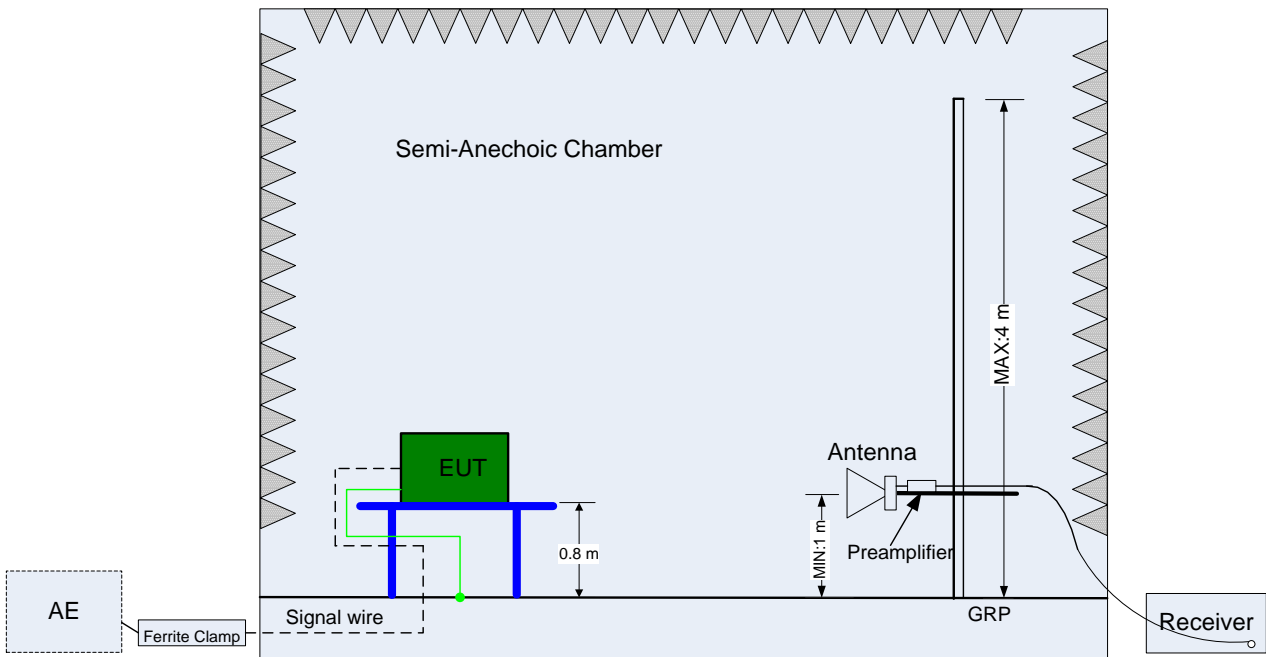 Semi-Anechoic Chamber
MAX:4 m
Antenna
EUT
MIN:1 m
Preamplifier
0.8 m
AE
Ferrite Clamp
Signal wire
GRP
Receiver